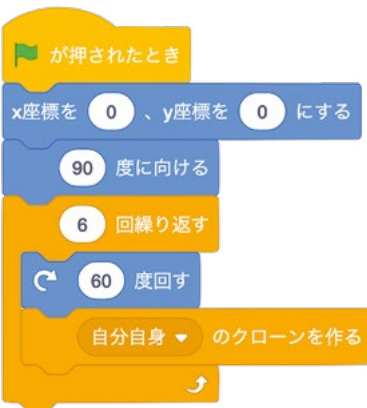 が押されたとき
x座標を 0 、y座標を 0 にする
90 度に向ける
6 回繰り返す
60 度回す
自分自身 のクローンを作る